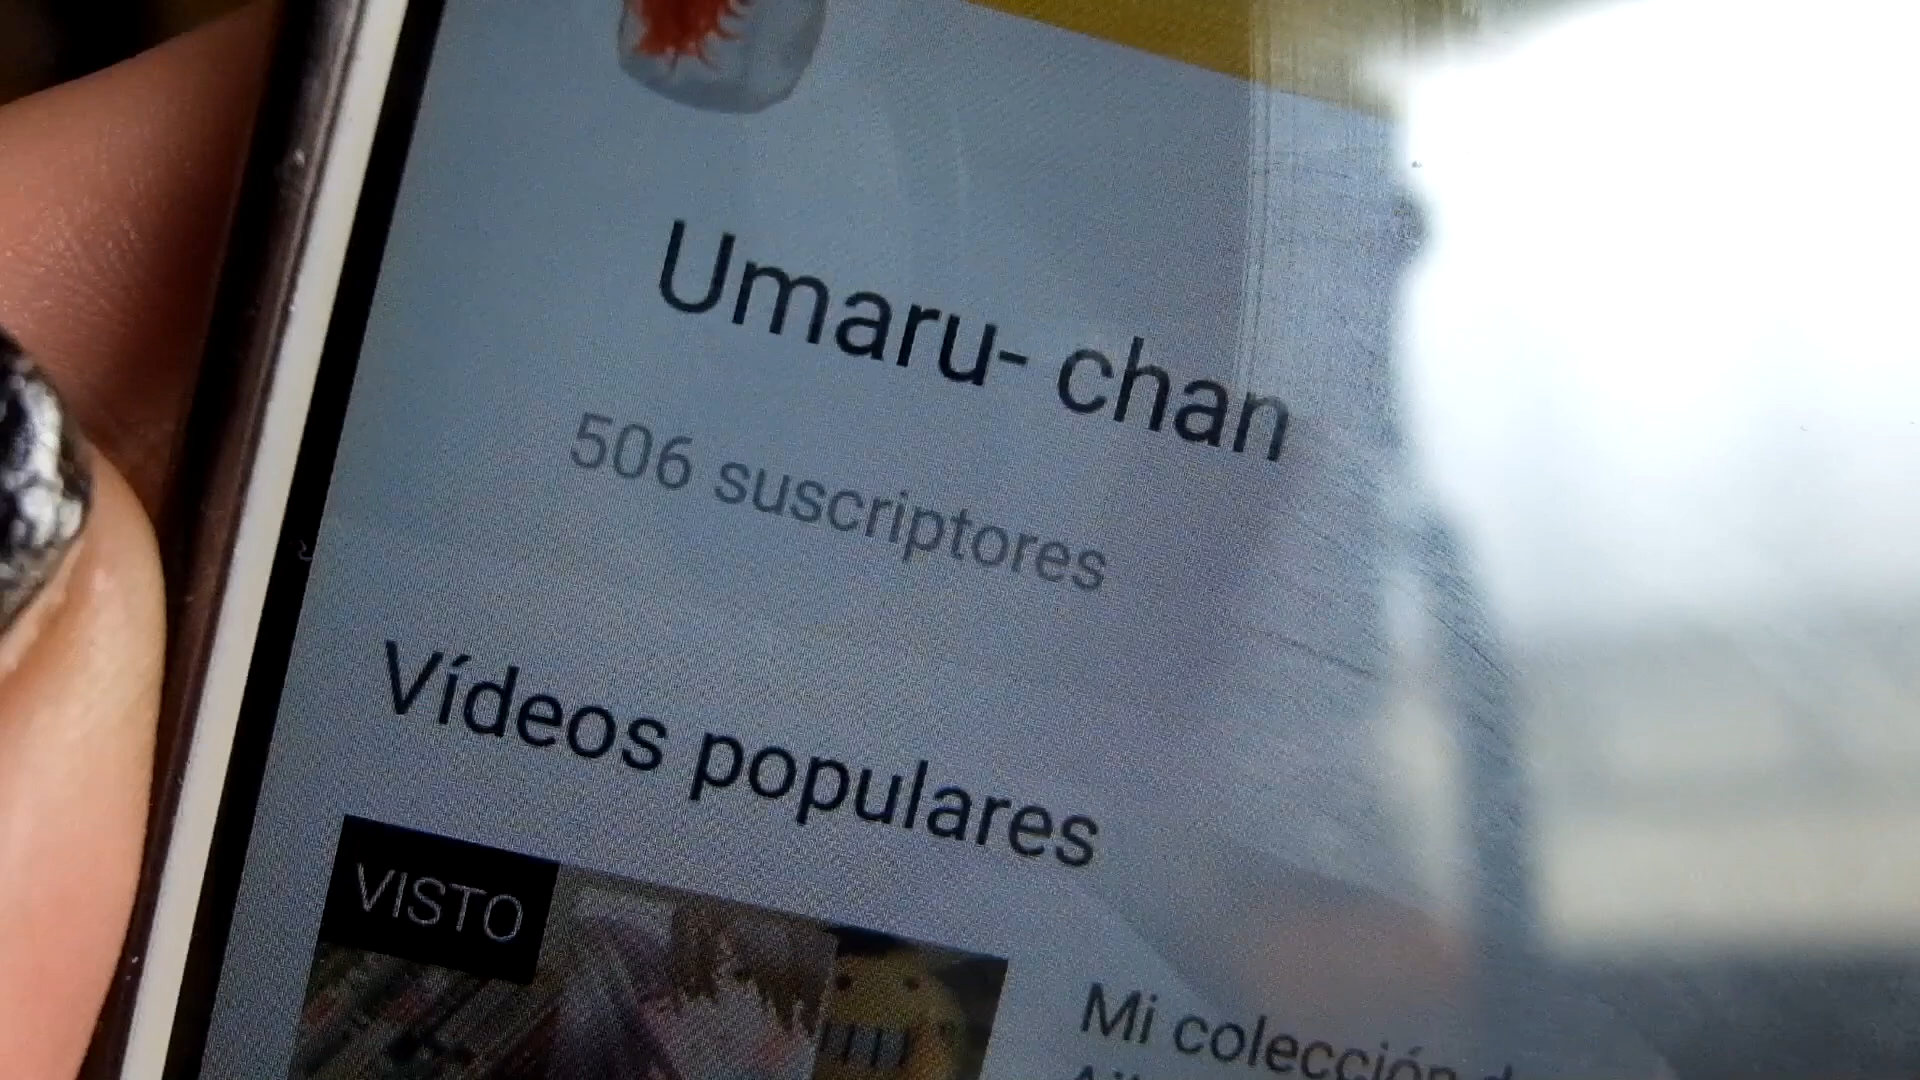 Umaru- chan
506 suscriptores
Vídeos populares
VISTO
Mi colección